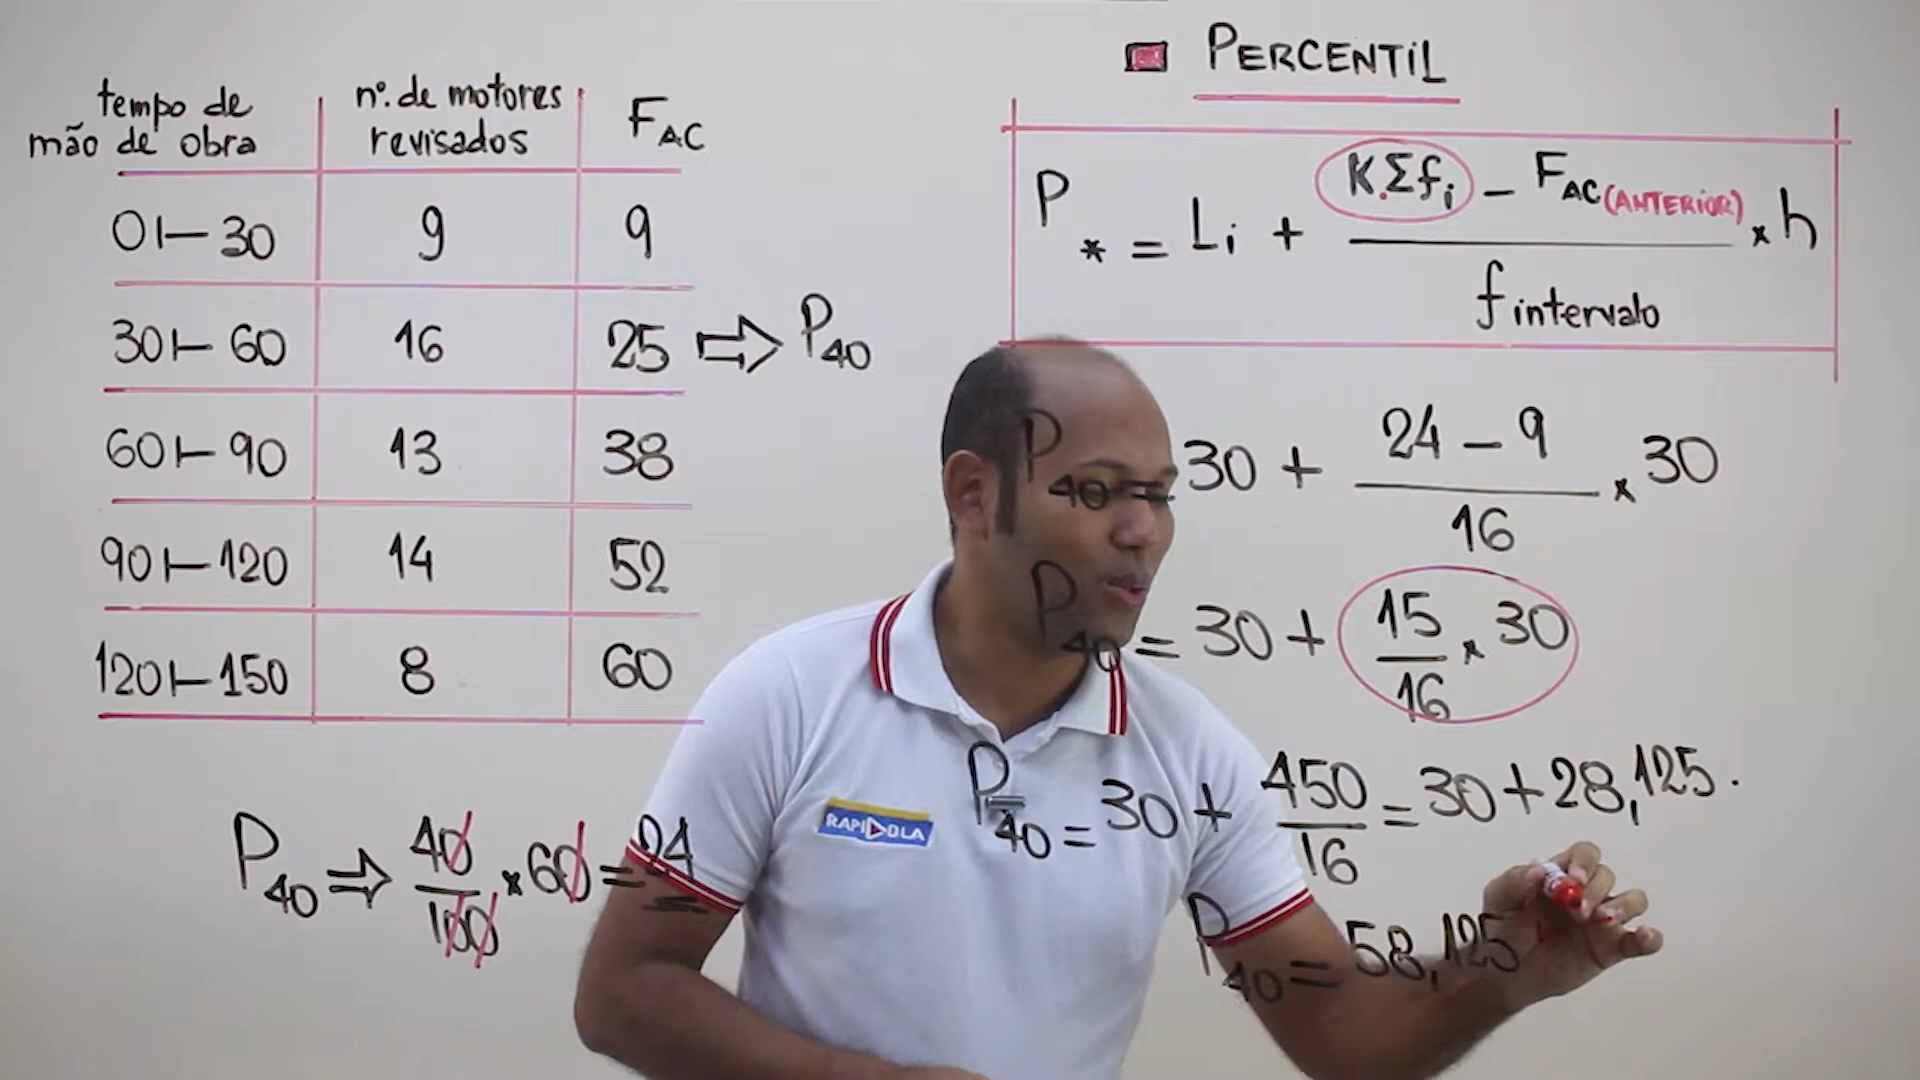 PERCENTIL
tempo de mão de obra
nº. de motores revisados
FAC
0⊢30 9 9
30⊢60 16 25 ⇨ P40
60⊢90 13 38
90⊢120 14 52
120⊢150 8 60
P* = Li + (K.Σfi − FAC(ANTERIOR)) / f intervalo × h
P40 = 30 + (24 − 9) / 16 × 30
P40 = 30 + 15/16 × 30
P40 = 30 + 450/16 = 30 + 28,125.
P40 = 58,125
P40 ⇒ 40/100 × 60 = 24
RAPIDOLA